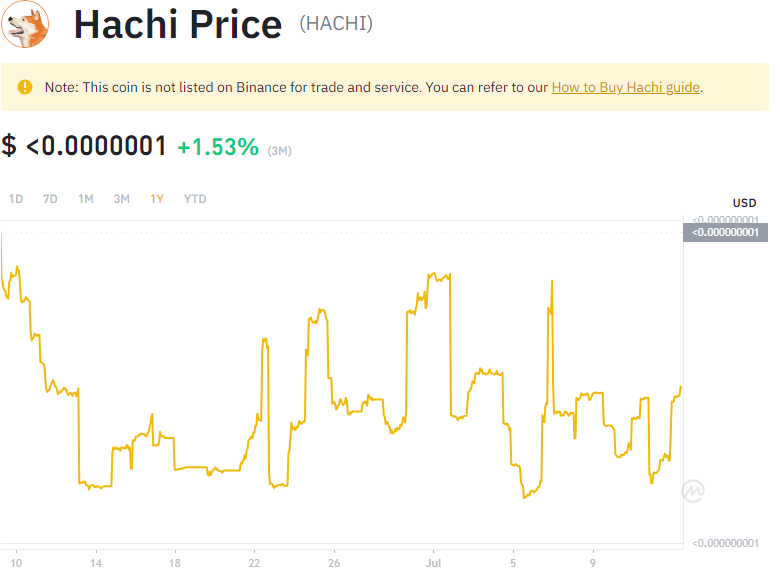 Hachi Price (HACHI)
Note: This coin is not listed on Binance for trade and service. You can refer to our How to Buy Hachi guide.
$ <0.0000001 +1.53% (3M)
1D 7D 1M 3M 1Y YTD
USD
<0.000000001
<0.000000001
<0.000000001
10 14 18 22 26 Jul 5 9